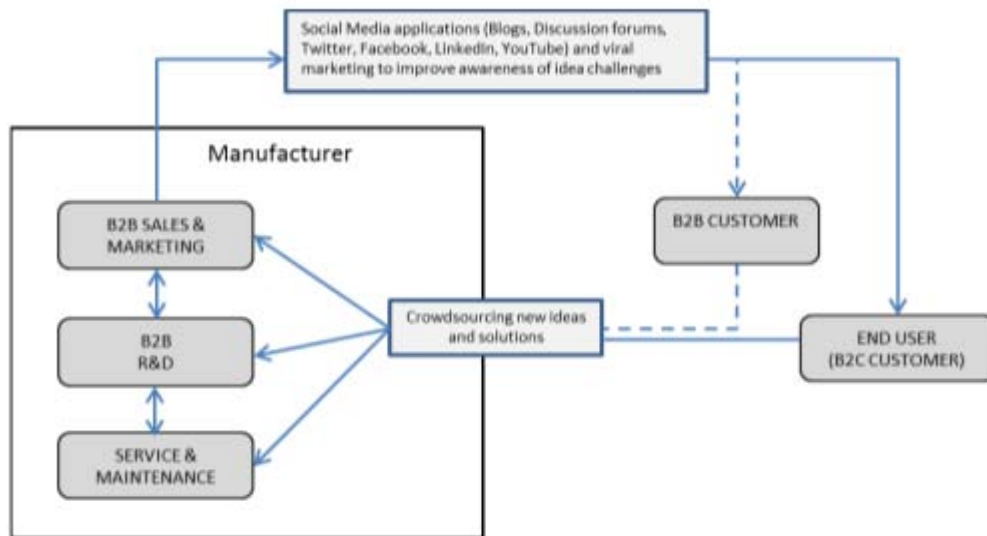 Social Media applications (Blogs, Discussion forums,
Twitter, Facebook, LinkedIn, YouTube) and viral
marketing to improve awareness of idea challenges
Manufacturer
B2B SALES &
MARKETING
B2B CUSTOMER
Crowdsourcing new ideas
and solutions
B2B
R&D
END USER
(B2C CUSTOMER)
SERVICE &
MAINTENANCE